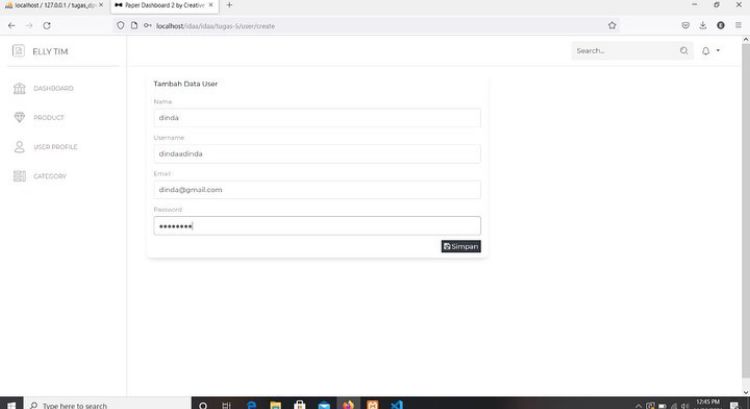 localhost / 127.0.0.1 / tugas_dp
Paper Dashboard 2 by Creative
localhost/idaa/idaa/tugas-5/user/create
ELLY TIM
Search...
DASHBOARD
PRODUCT
USER PROFILE
CATEGORY
Tambah Data User
Nama
dinda
Username
dindaadinda
Email
dinda@gmail.com
Password
Simpan
Type here to search
12:45 PM